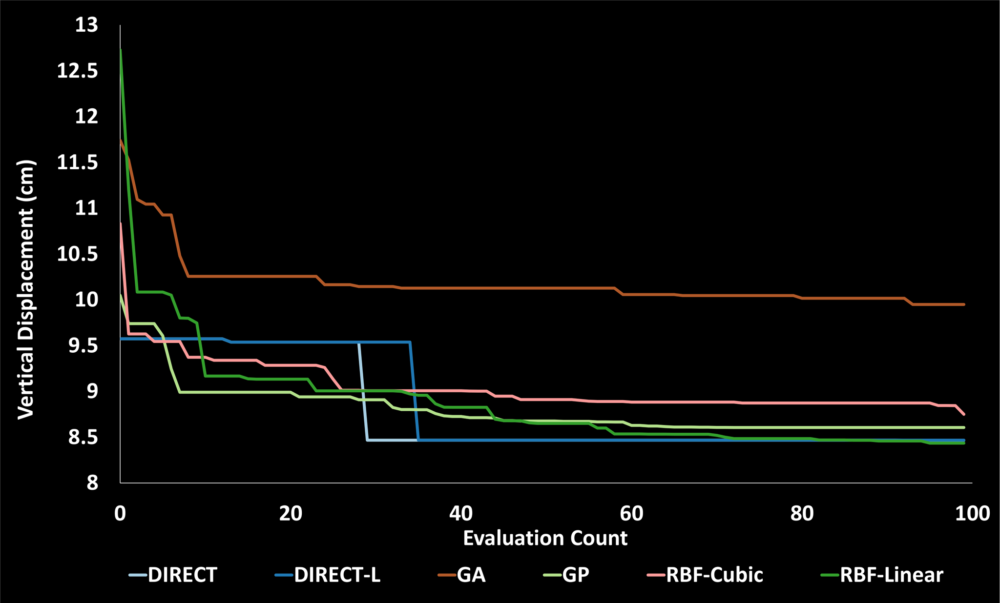 13
12.5
12
11.5
11
10.5
10
9.5
9
8.5
8
Vertical Displacement (cm)
0 20 40 60 80 100
Evaluation Count
DIRECT DIRECT-L GA GP RBF-Cubic RBF-Linear